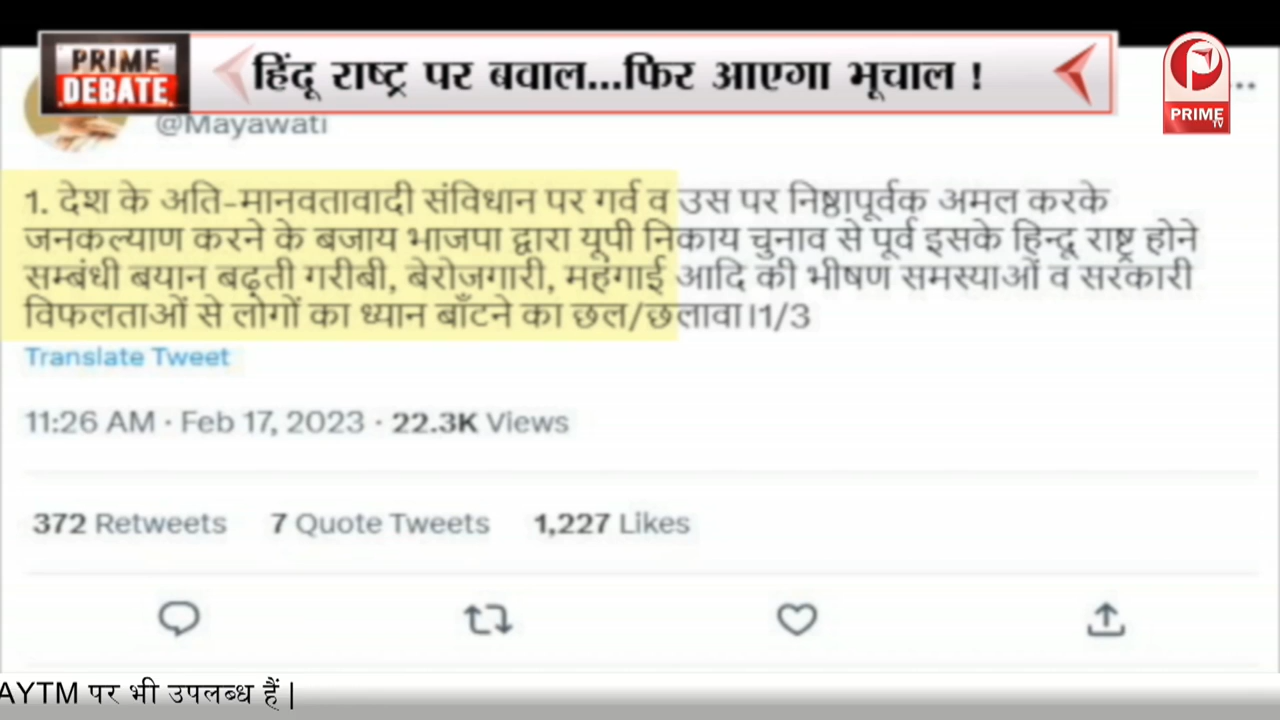 PRIME
DEBATE
हिंदू राष्ट्र पर बवाल...फिर आएगा भूचाल !
PRIME
TV
@Mayawati
1. देश के अति-मानवतावादी संविधान पर गर्व व उस पर निष्ठापूर्वक अमल करके
जनकल्याण करने के बजाय भाजपा द्वारा यूपी निकाय चुनाव से पूर्व इसके हिन्दू राष्ट्र होने
सम्बंधी बयान बढ़ती गरीबी, बेरोजगारी, महंगाई आदि की भीषण समस्याओं व सरकारी
विफलताओं से लोगों का ध्यान बाँटने का छल/छलावा।1/3
Translate Tweet
11:26 AM · Feb 17, 2023 · 22.3K Views
372 Retweets 7 Quote Tweets 1,227 Likes
AYTM पर भी उपलब्ध हैं |